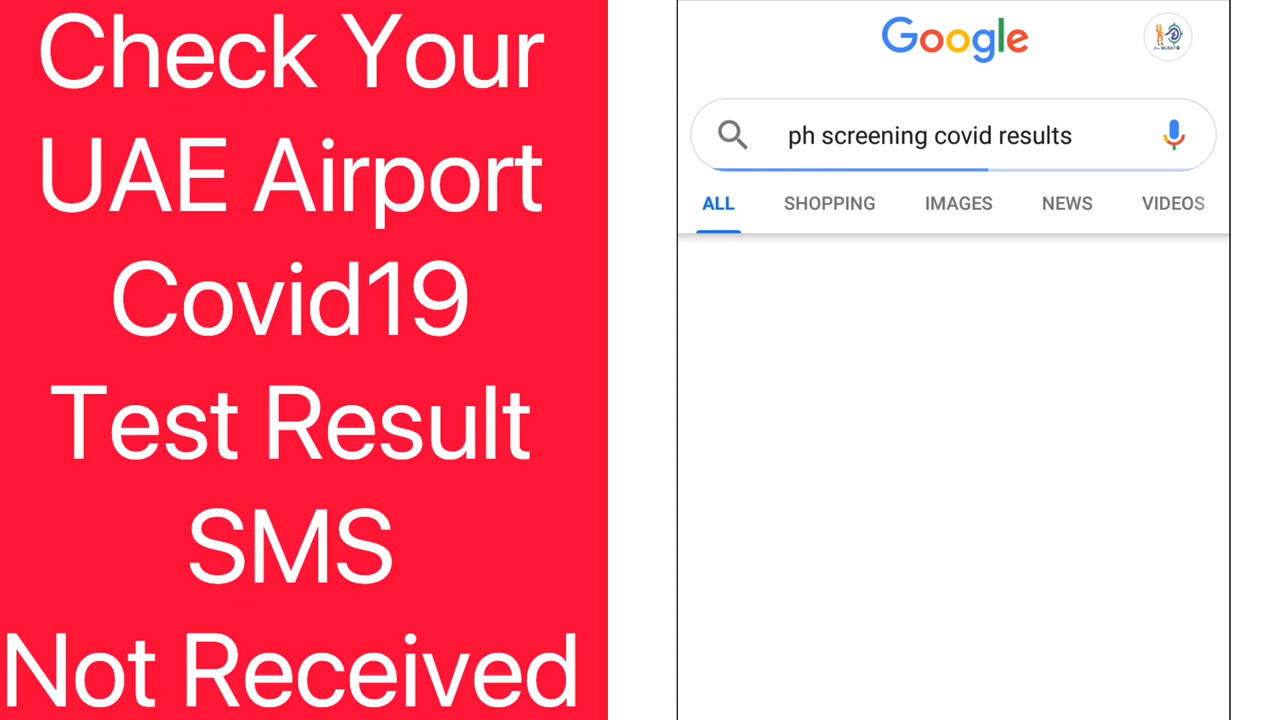 Check Your
UAE Airport
Covid19
Test Result
SMS
Not Received
Google
ph screening covid results
ALL SHOPPING IMAGES NEWS VIDEOS